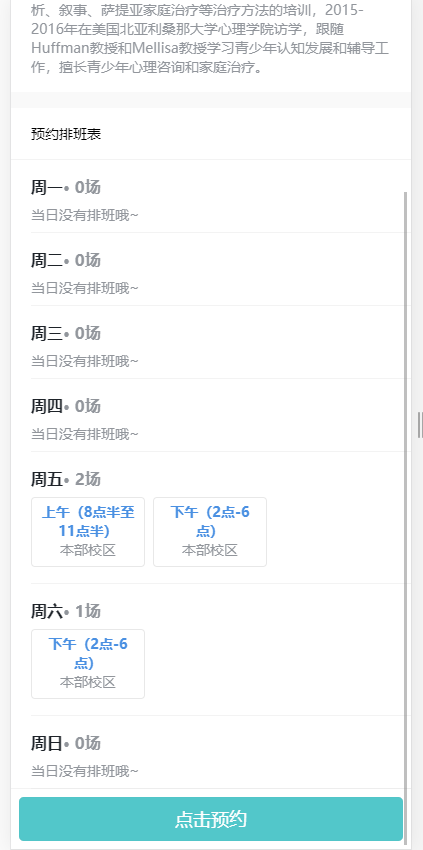 析、叙事、萨提亚家庭治疗等治疗方法的培训，2015-
2016年在美国北亚利桑那大学心理学院访学，跟随
Huffman教授和Mellisa教授学习青少年认知发展和辅导工
作，擅长青少年心理咨询和家庭治疗。
预约排班表
周一• 0场
当日没有排班哦~
周二• 0场
当日没有排班哦~
周三• 0场
当日没有排班哦~
周四• 0场
当日没有排班哦~
周五• 2场
上午（8点半至
11点半）
本部校区
下午（2点-6
点）
本部校区
周六• 1场
下午（2点-6
点）
本部校区
周日• 0场
当日没有排班哦~
点击预约